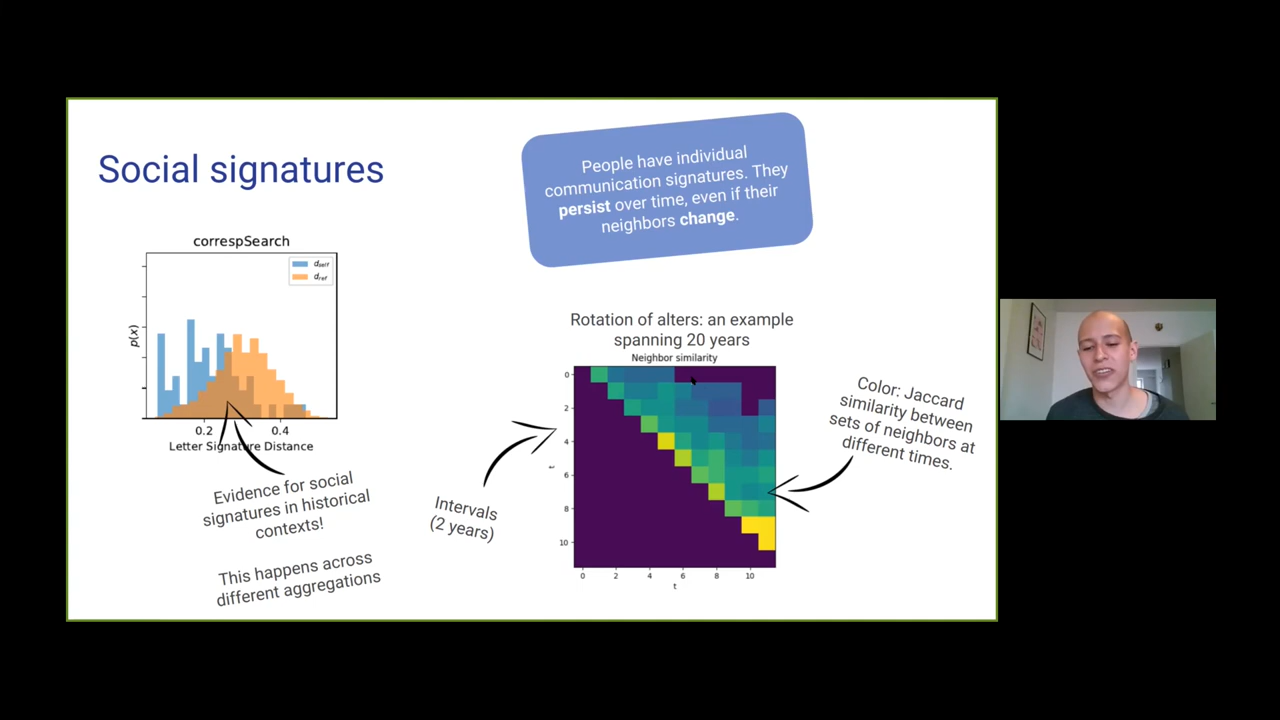 Social signatures
People have individual
communication signatures. They
persist over time, even if their
neighbors change.
correspSearch
d_self
d_ref
p(x)
0.2
0.4
Letter Signature Distance
Evidence for social
signatures in historical
contexts!
This happens across
different aggregations
Rotation of alters: an example
spanning 20 years
Neighbor similarity
0
2
4
6
8
10
t
0
2
4
6
8
10
t
Intervals
(2 years)
Color: Jaccard
similarity between
sets of neighbors at
different times.